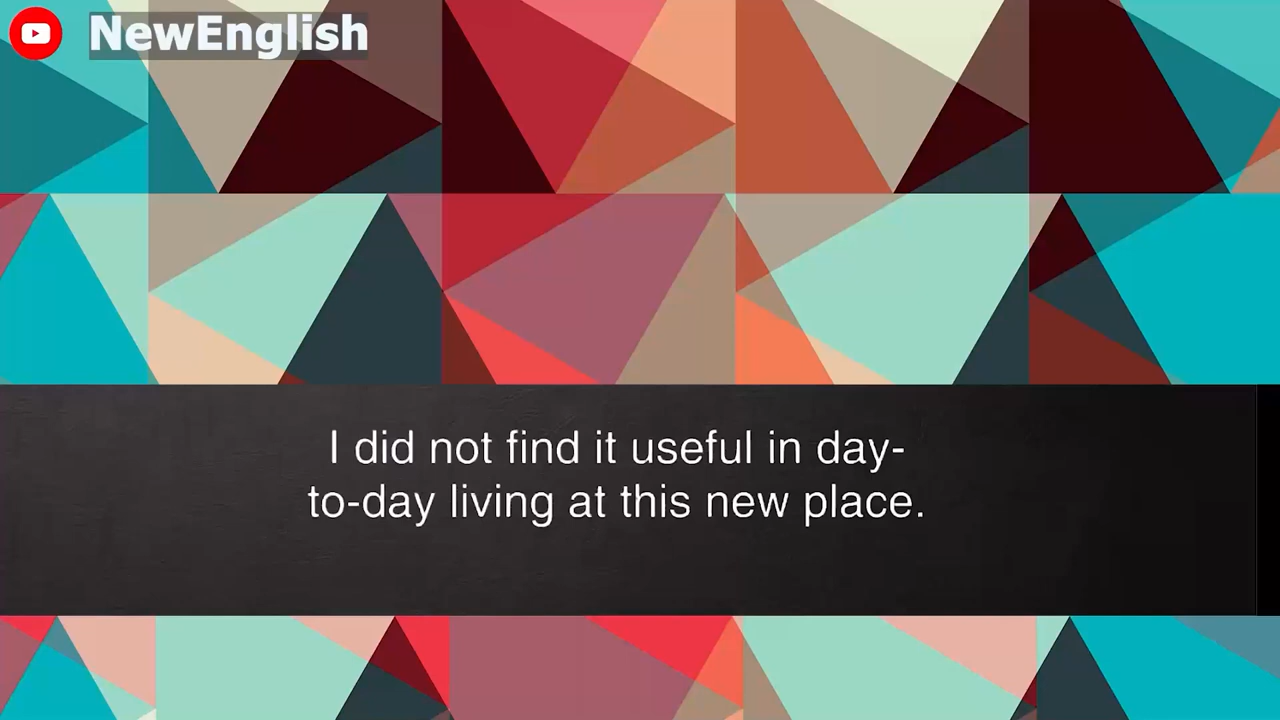 NewEnglish
I did not find it useful in day-
to-day living at this new place.